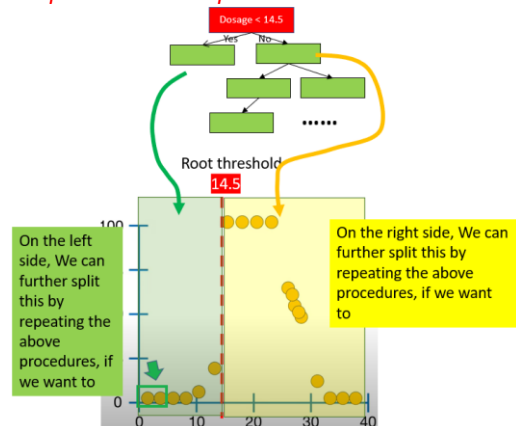 Dosage < 14.5
Yes No
......
Root threshold
14.5
100
On the left
side, We can
further split
this by
repeating the
above
procedures, if
we want to
On the right side, We can
further split this by
repeating the above
procedures, if we want
to
0
0 10 20 30 40